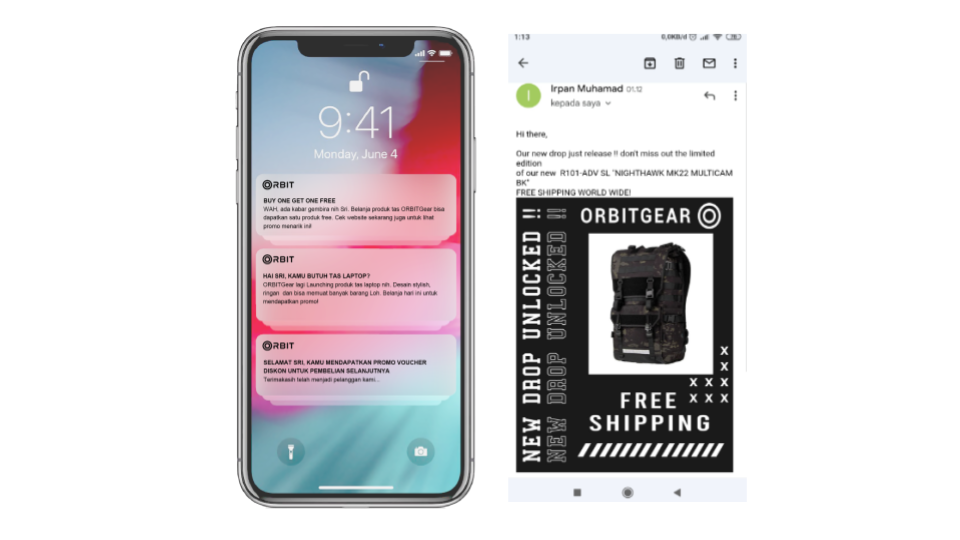 9:41
Monday, June 4
ORBIT
BUY ONE GET ONE FREE
WAH, ada kabar gembira nih Sri. Belanja produk tas ORBITGear bisa
dapatkan satu produk free. Cek website sekarang juga untuk lihat
promo menarik ini!
ORBIT
HAI SRI, KAMU BUTUH TAS LAPTOP?
ORBITGear lagi Launching produk tas laptop nih. Desain stylish,
ringan dan bisa memuat banyak barang Loh. Belanja hari ini untuk
mendapatkan promo!
ORBIT
SELAMAT SRI, KAMU MENDAPATKAN PROMO VOUCHER
DISKON UNTUK PEMBELIAN SELANJUTNYA
Terimakasih telah menjadi pelanggan kami...
1:13
0,0KB/d
I
Irpan Muhamad 01.12
kepada saya
Hi there,
Our new drop just release !! don't miss out the limited
edition
of our new R101-ADV SL "NIGHTHAWK MK22 MULTICAM
BK"
FREE SHIPPING WORLD WIDE!
NEW DROP UNLOCKED !!
NEW DROP UNLOCKED !!
ORBITGEAR
X
X
X X X
X X X
FREE
SHIPPING